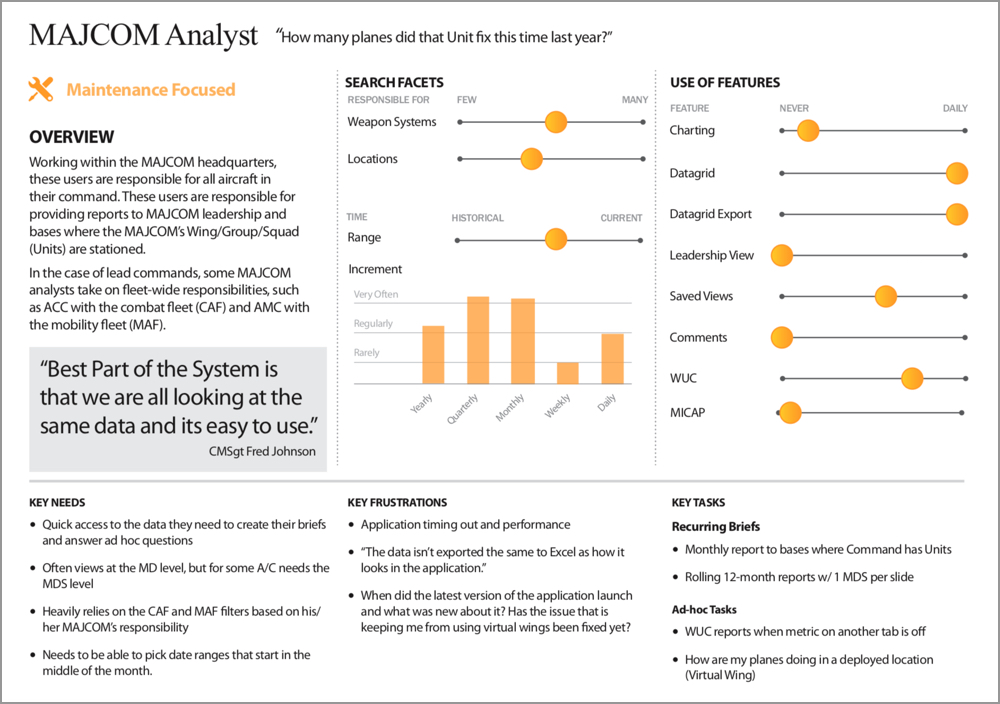 MAJCOM Analyst
“How many planes did that Unit fix this time last year?”
Maintenance Focused
OVERVIEW
Working within the MAJCOM headquarters,
these users are responsible for all aircraft in
their command. These users are responsible for
providing reports to MAJCOM leadership and
bases where the MAJCOM’s Wing/Group/Squad
(Units) are stationed.
In the case of lead commands, some MAJCOM
analysts take on fleet-wide responsibilities, such
as ACC with the combat fleet (CAF) and AMC with
the mobility fleet (MAF).
“Best Part of the System is
that we are all looking at the
same data and its easy to use.”
CMSgt Fred Johnson
SEARCH FACETS
RESPONSIBLE FOR FEW MANY
Weapon Systems
Locations
TIME HISTORICAL CURRENT
Range
Increment
Very Often
Regularly
Rarely
Yearly Quarterly Monthly Weekly Daily
USE OF FEATURES
FEATURE NEVER DAILY
Charting
Datagrid
Datagrid Export
Leadership View
Saved Views
Comments
WUC
MICAP
KEY NEEDS
• Quick access to the data they need to create their briefs
and answer ad hoc questions
• Often views at the MD level, but for some A/C needs the
MDS level
• Heavily relies on the CAF and MAF filters based on his/
her MAJCOM’s responsibility
• Needs to be able to pick date ranges that start in the
middle of the month.
KEY FRUSTRATIONS
• Application timing out and performance
• “The data isn’t exported the same to Excel as how it
looks in the application.”
• When did the latest version of the application launch
and what was new about it? Has the issue that is
keeping me from using virtual wings been fixed yet?
KEY TASKS
Recurring Briefs
• Monthly report to bases where Command has Units
• Rolling 12-month reports w/ 1 MDS per slide
Ad-hoc Tasks
• WUC reports when metric on another tab is off
• How are my planes doing in a deployed location
(Virtual Wing)